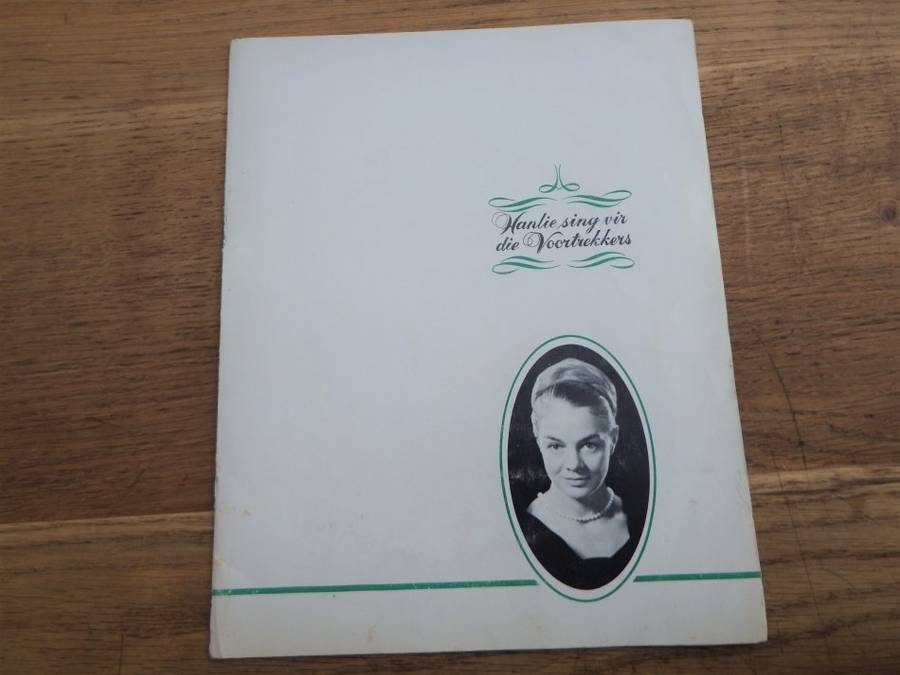 Hanlie sing vir
die Voortrekkers